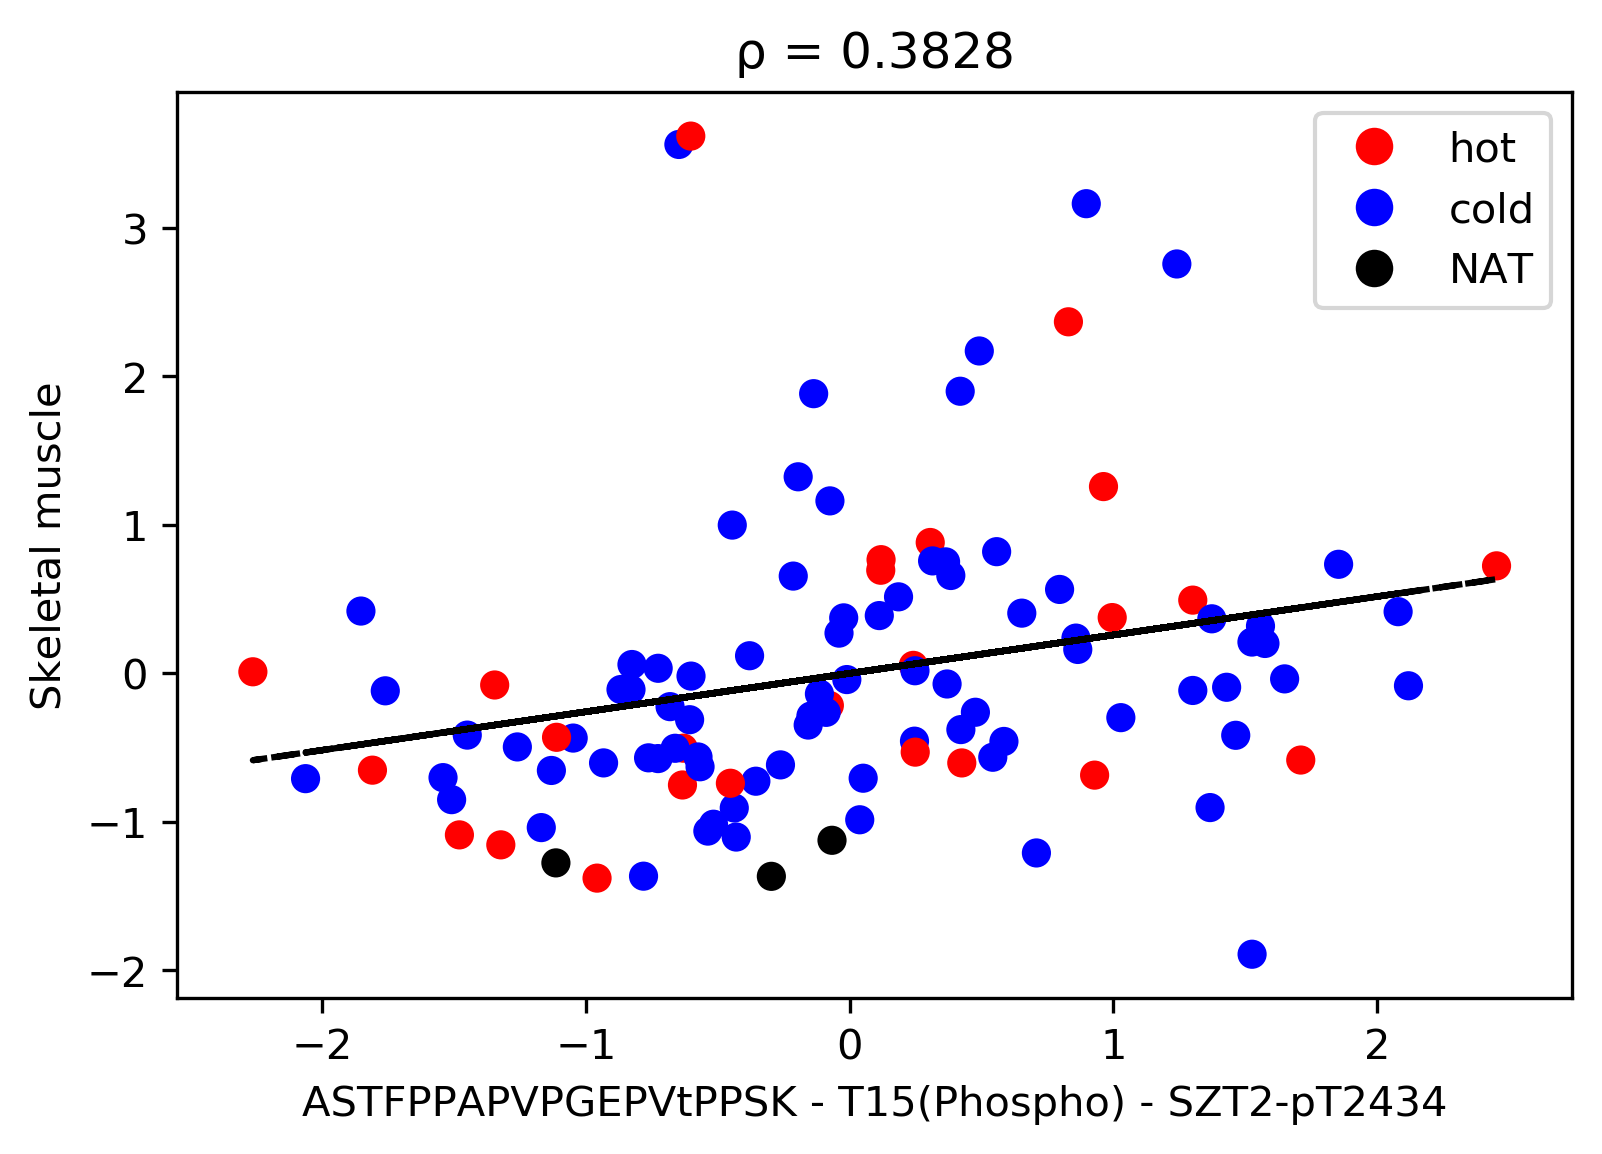 ρ = 0.3828
hot
cold
NAT
Skeletal muscle
3
2
1
0
−1
−2
−2
−1
0
1
2
ASTFPPAPVPGEPVtPPSK - T15(Phospho) - SZT2-pT2434